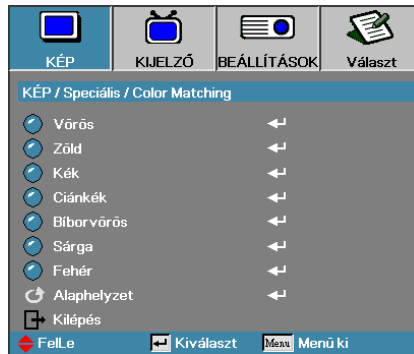 KÉP KIJELZŐ BEÁLLÍTÁSOK Választ
KÉP / Speciális / Color Matching
Vörös
Zöld
Kék
Ciánkék
Bíborvörös
Sárga
Fehér
Alaphelyzet
Kilépés
FelLe Kiválaszt Menu Menü ki